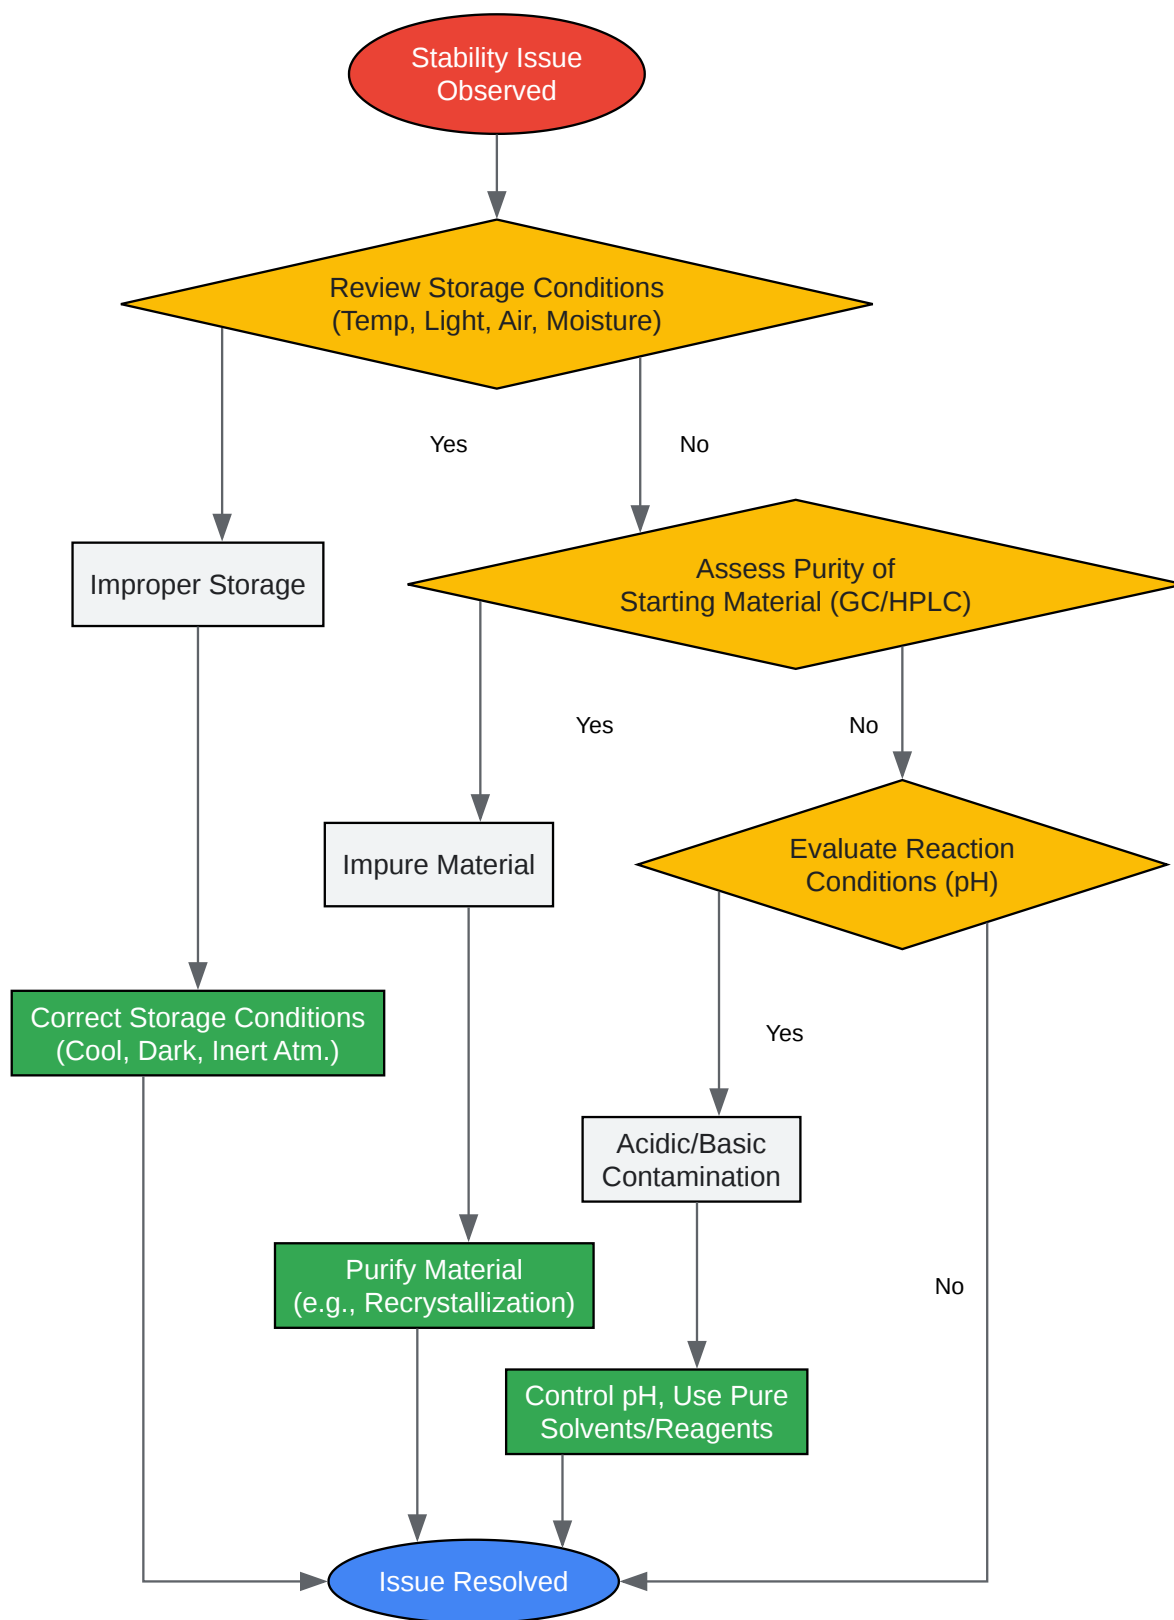 Stability Issue
Observed
Review Storage Conditions
(Temp, Light, Air, Moisture)
Yes
No
Improper Storage
Assess Purity of
Starting Material (GC/HPLC)
Yes
No
Impure Material
Evaluate Reaction
Conditions (pH)
Correct Storage Conditions
(Cool, Dark, Inert Atm.)
Yes
Acidic/Basic
Contamination
Purify Material
(e.g., Recrystallization)
No
Control pH, Use Pure
Solvents/Reagents
Issue Resolved